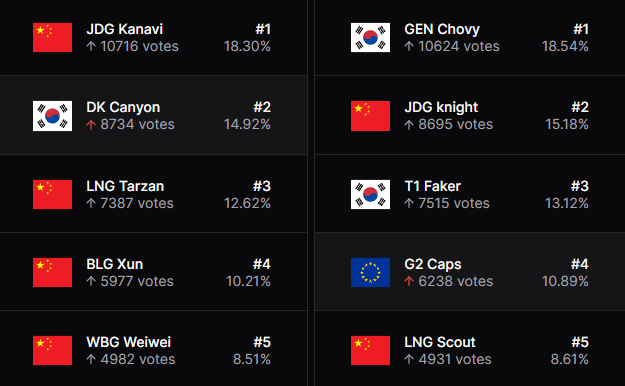 JDG Kanavi #1
↑ 10716 votes 18.30%
DK Canyon #2
↑ 8734 votes 14.92%
LNG Tarzan #3
↑ 7387 votes 12.62%
BLG Xun #4
↑ 5977 votes 10.21%
WBG Weiwei #5
↑ 4982 votes 8.51%
GEN Chovy #1
↑ 10624 votes 18.54%
JDG knight #2
↑ 8695 votes 15.18%
T1 Faker #3
↑ 7515 votes 13.12%
G2 Caps #4
↑ 6238 votes 10.89%
LNG Scout #5
↑ 4931 votes 8.61%